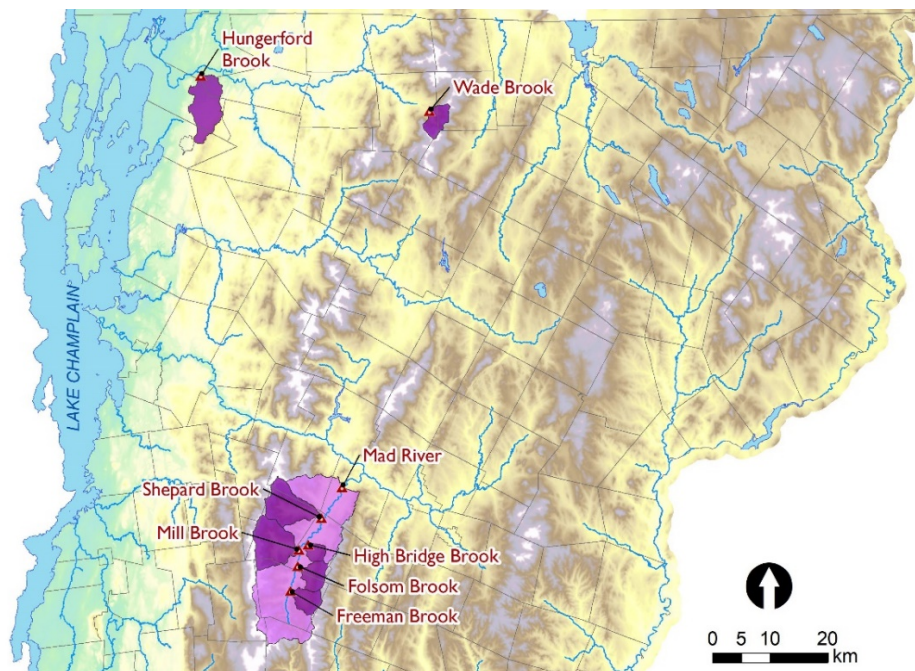 Hungerford
Brook
Wade Brook
LAKE CHAMPLAIN
Mad River
Shepard Brook
Mill Brook
High Bridge Brook
Folsom Brook
Freeman Brook
0 5 10 20
km